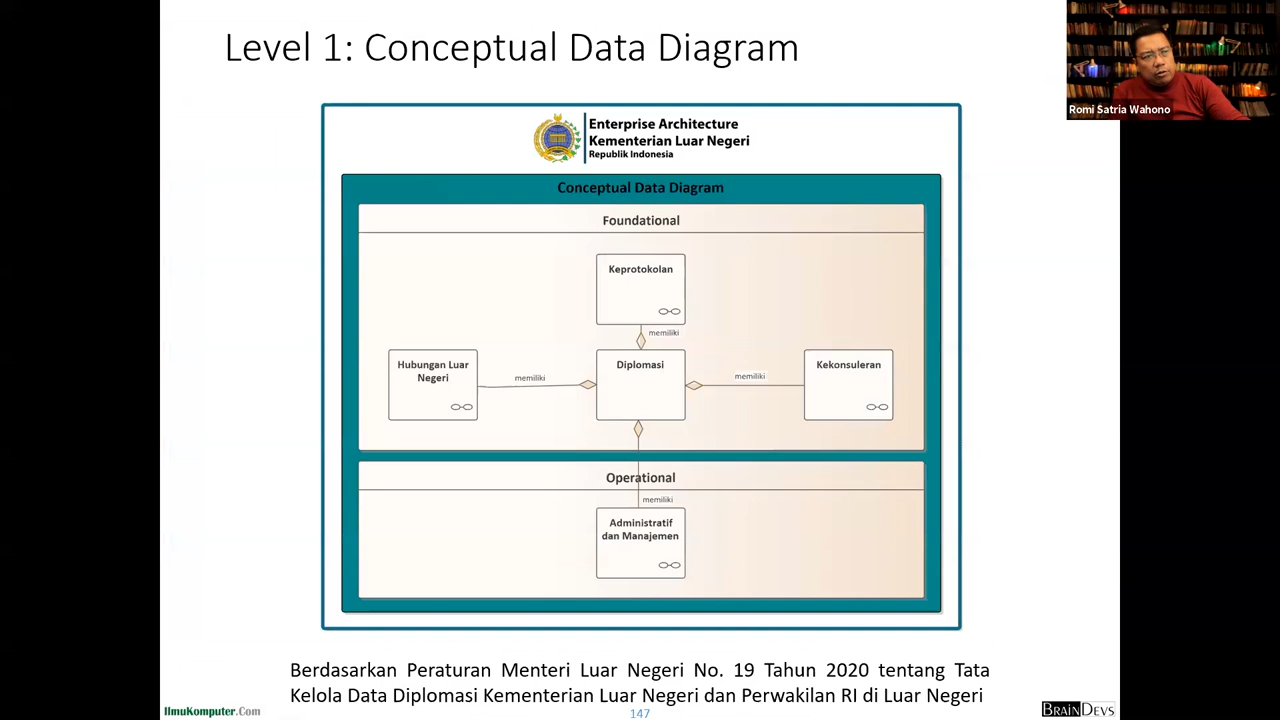 Level 1: Conceptual Data Diagram
Romi Satria Wahono
Enterprise Architecture
Kementerian Luar Negeri
Republik Indonesia
Conceptual Data Diagram
Foundational
Keprotokolan
memiliki
Hubungan Luar
Negeri
memiliki
Diplomasi
memiliki
Kekonsuleran
Operational
memiliki
Administratif
dan Manajemen
Berdasarkan Peraturan Menteri Luar Negeri No. 19 Tahun 2020 tentang Tata
Kelola Data Diplomasi Kementerian Luar Negeri dan Perwakilan RI di Luar Negeri
IlmuKomputer.Com
147
BRAINDEVS